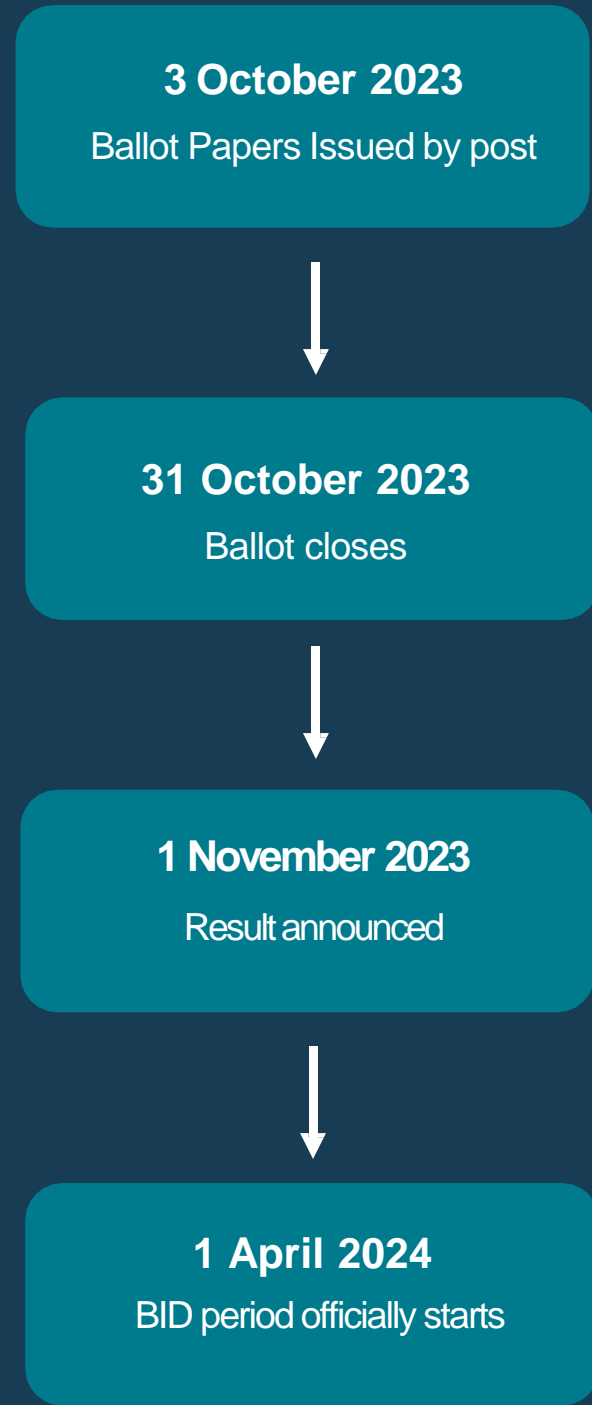 3 October 2023
Ballot Papers Issued by post
31 October 2023
Ballot closes
1 November 2023
Result announced
1 April 2024
BID period officially starts